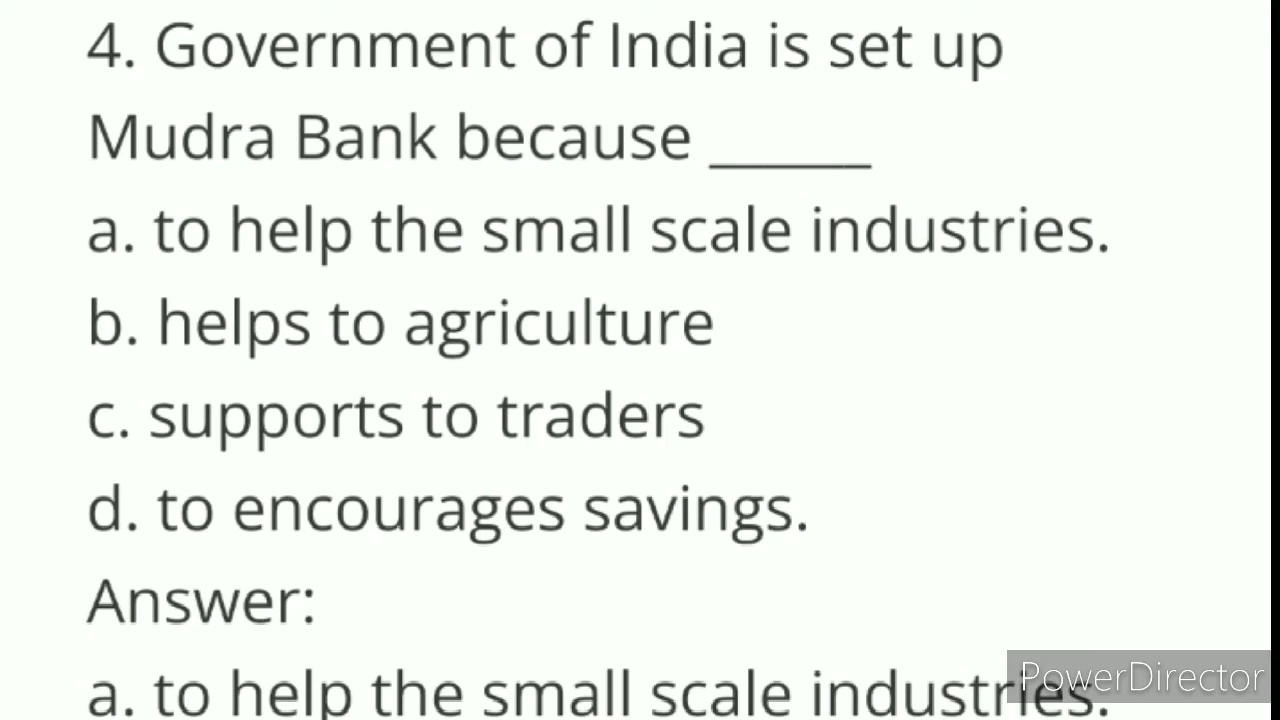 4. Government of India is set up
Mudra Bank because ______
a. to help the small scale industries.
b. helps to agriculture
c. supports to traders
d. to encourages savings.
Answer:
a. to help the small scale industries.
PowerDirector